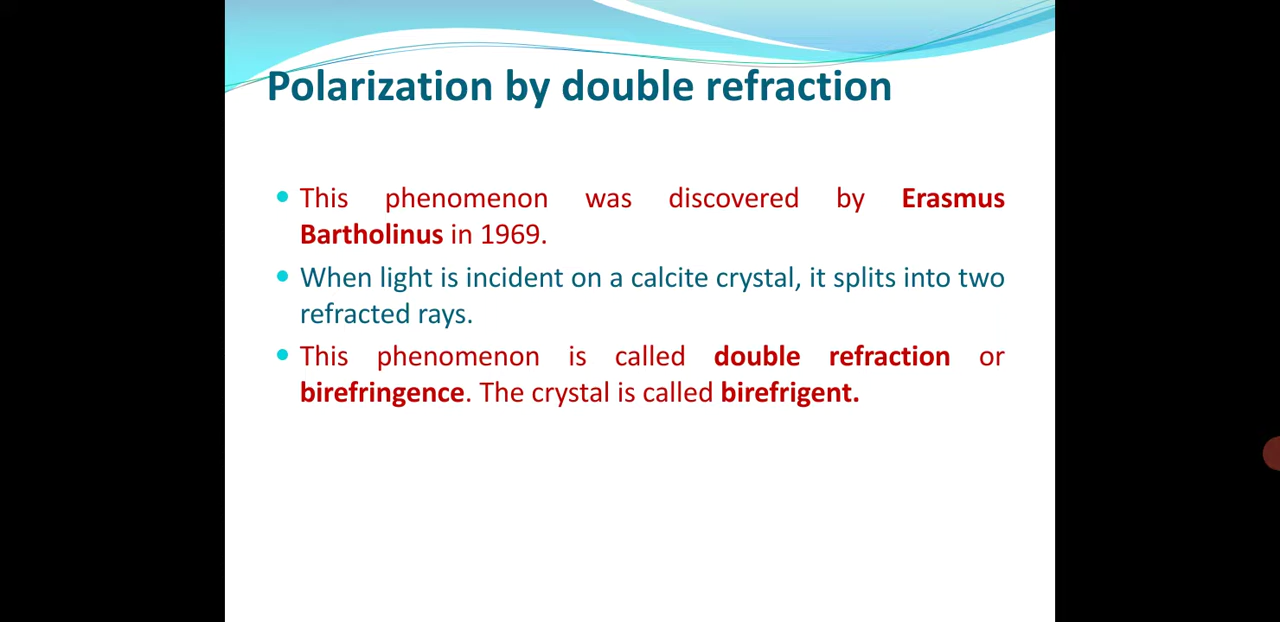 Polarization by double refraction
This phenomenon was discovered by Erasmus
Bartholinus in 1969.
When light is incident on a calcite crystal, it splits into two
refracted rays.
This phenomenon is called double refraction or
birefringence. The crystal is called birefrigent.